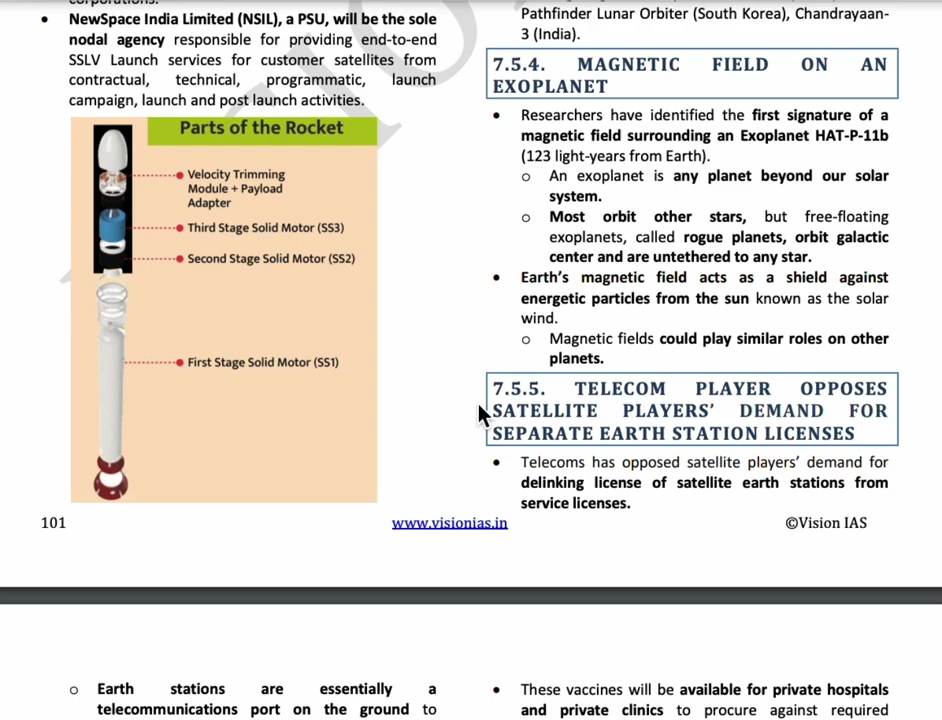 corporations.
• NewSpace India Limited (NSIL), a PSU, will be the sole
nodal agency responsible for providing end-to-end
SSLV Launch services for customer satellites from
contractual, technical, programmatic, launch
campaign, launch and post launch activities.
Parts of the Rocket
Velocity Trimming
Module + Payload
Adapter
Third Stage Solid Motor (SS3)
Second Stage Solid Motor (SS2)
First Stage Solid Motor (SS1)
Pathfinder Lunar Orbiter (South Korea), Chandrayaan-
3 (India).
7.5.4. MAGNETIC FIELD ON AN
EXOPLANET
• Researchers have identified the first signature of a
magnetic field surrounding an Exoplanet HAT-P-11b
(123 light-years from Earth).
o An exoplanet is any planet beyond our solar
system.
o Most orbit other stars, but free-floating
exoplanets, called rogue planets, orbit galactic
center and are untethered to any star.
• Earth's magnetic field acts as a shield against
energetic particles from the sun known as the solar
wind.
o Magnetic fields could play similar roles on other
planets.
7.5.5. TELECOM PLAYER OPPOSES
SATELLITE PLAYERS' DEMAND FOR
SEPARATE EARTH STATION LICENSES
• Telecoms has opposed satellite players' demand for
delinking license of satellite earth stations from
service licenses.
101
www.visionias.in
©Vision IAS
o Earth stations are essentially a
telecommunications port on the ground to
• These vaccines will be available for private hospitals
and private clinics to procure against required